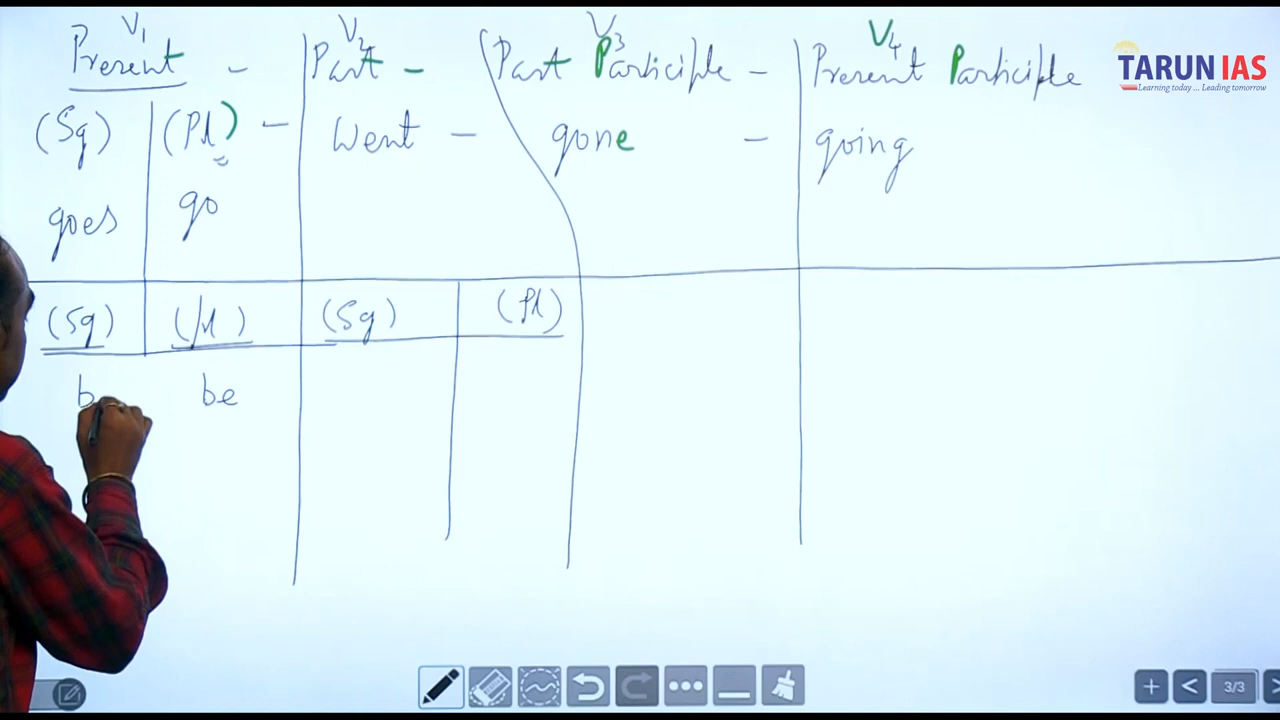 V1 V2 V3 V4
Present - Past - Past Participle - Present Participle
TARUN IAS
Learning today ... Leading tomorrow
(Sg) (Pl) - Went - gone - going
goes go
(Sg) (Pl) (Sg) (Pl)
b be
3/3